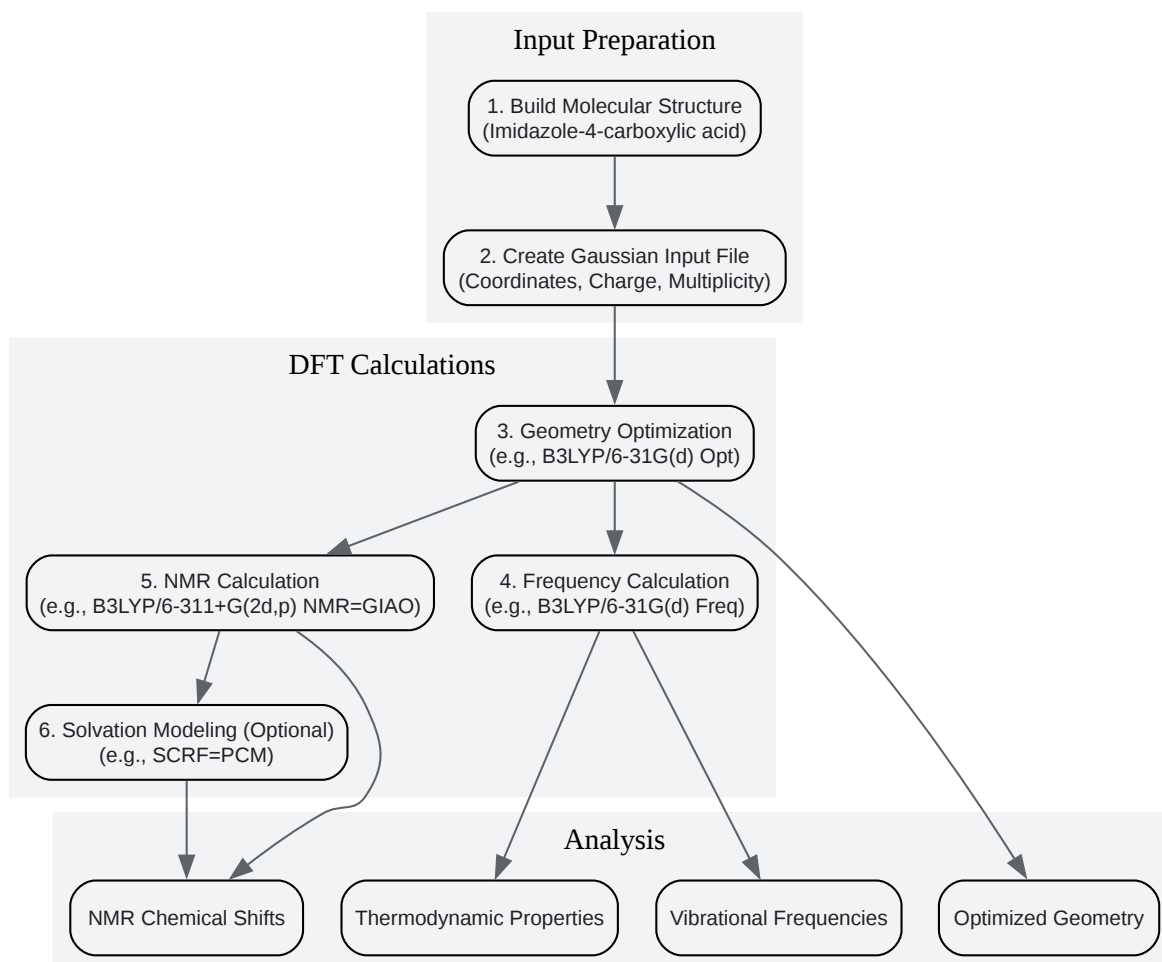 Input Preparation
1. Build Molecular Structure
(Imidazole-4-carboxylic acid)
2. Create Gaussian Input File
(Coordinates, Charge, Multiplicity)
DFT Calculations
3. Geometry Optimization
(e.g., B3LYP/6-31G(d) Opt)
5. NMR Calculation
(e.g., B3LYP/6-311+G(2d,p) NMR=GIAO)
4. Frequency Calculation
(e.g., B3LYP/6-31G(d) Freq)
6. Solvation Modeling (Optional)
(e.g., SCRF=PCM)
Analysis
NMR Chemical Shifts
Thermodynamic Properties
Vibrational Frequencies
Optimized Geometry